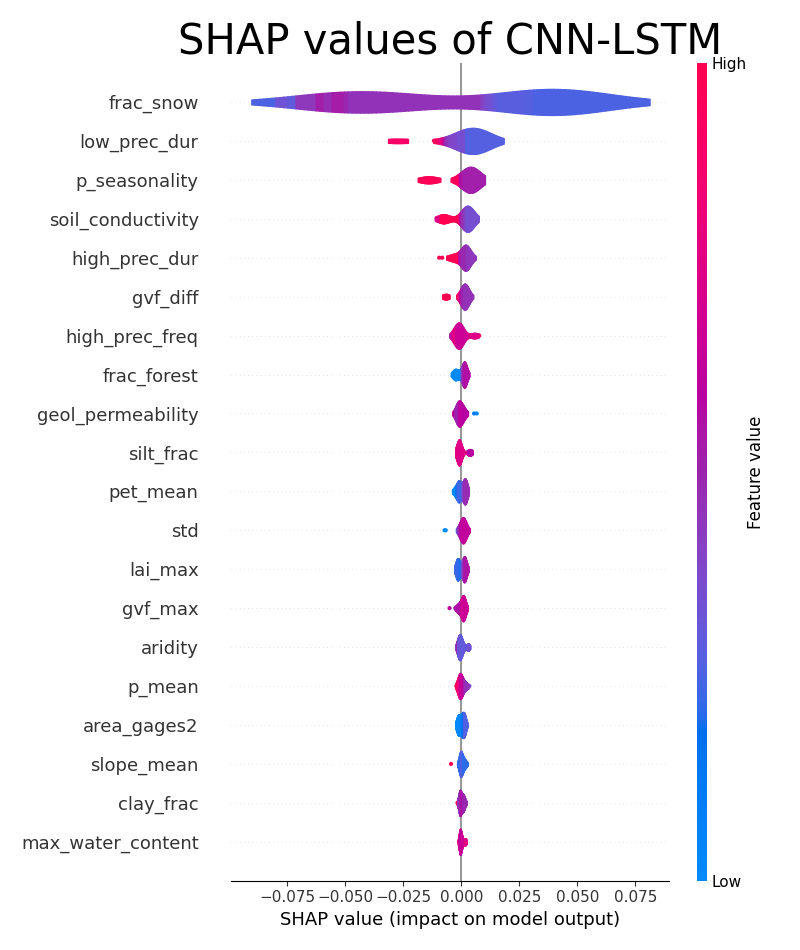 SHAP values of CNN-LSTM
High
frac_snow
low_prec_dur
p_seasonality
soil_conductivity
high_prec_dur
gvf_diff
high_prec_freq
frac_forest
geol_permeability
silt_frac
pet_mean
std
lai_max
gvf_max
aridity
p_mean
area_gages2
slope_mean
clay_frac
max_water_content
Feature value
Low
−0.075 −0.050 −0.025 0.000 0.025 0.050 0.075
SHAP value (impact on model output)